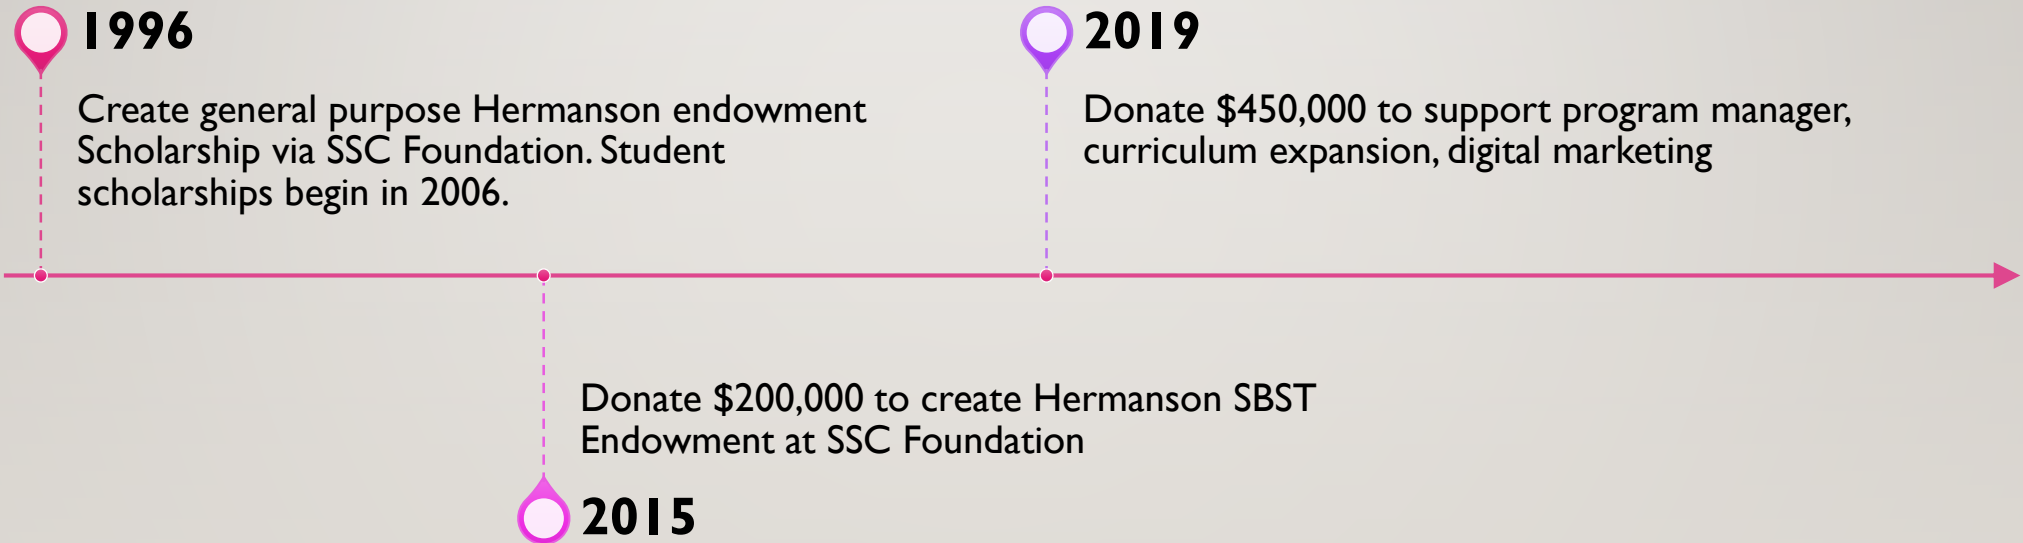 1996
Create general purpose Hermanson endowment
Scholarship via SSC Foundation. Student
scholarships begin in 2006.
2019
Donate $450,000 to support program manager,
curriculum expansion, digital marketing
Donate $200,000 to create Hermanson SBST
Endowment at SSC Foundation
2015